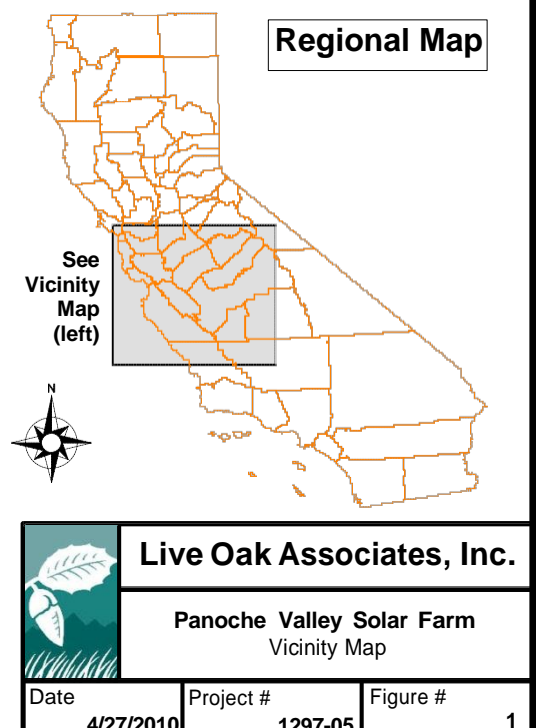 Regional Map
See
Vicinity
Map
(left)
N
Live Oak Associates, Inc.
Panoche Valley Solar Farm
Vicinity Map
Date
4/27/2010
Project #
1297-05
Figure #
1